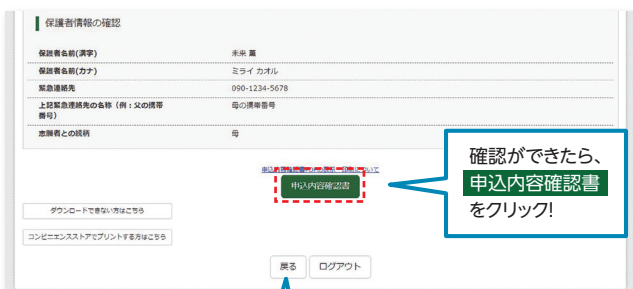 保護者情報の確認
保護者名前(漢字) 未来 薫
保護者名前(カナ) ミライ カオル
緊急連絡先 090-1234-5678
上記緊急連絡先の名称（例：父の携帯番号） 母の携帯番号
志願者との続柄 母
確認ができたら、
申込内容確認書
をクリック!
申込内容確認書
ダウンロードできない方はこちら
コンビニエンスストアでプリントする方はこちら
戻る ログアウト